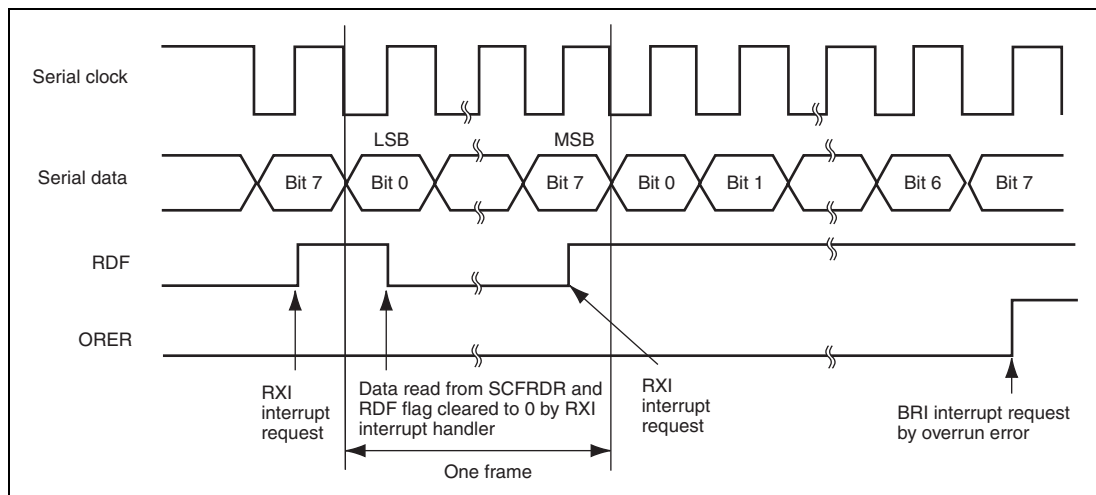 Serial clock
LSB
MSB
Serial data
Bit 7
Bit 0
Bit 7
Bit 0
Bit 1
Bit 6
Bit 7
RDF
ORER
RXI
interrupt
request
Data read from SCFRDR and
RDF flag cleared to 0 by RXI
interrupt handler
RXI
interrupt
request
BRI interrupt request
by overrun error
One frame